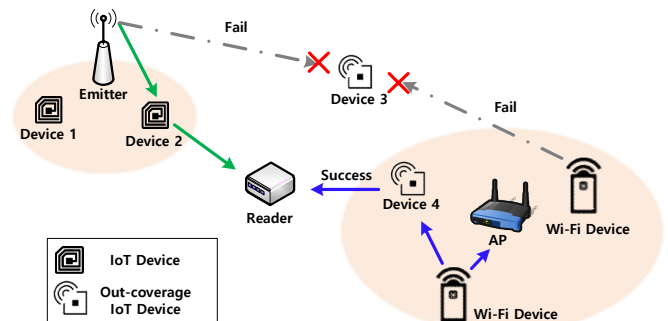 Fail
Emitter
Device 3
Device 1
Device 2
Fail
Success
Reader
Device 4
AP
Wi-Fi Device
IoT Device
Out-coverage
IoT Device
Wi-Fi Device